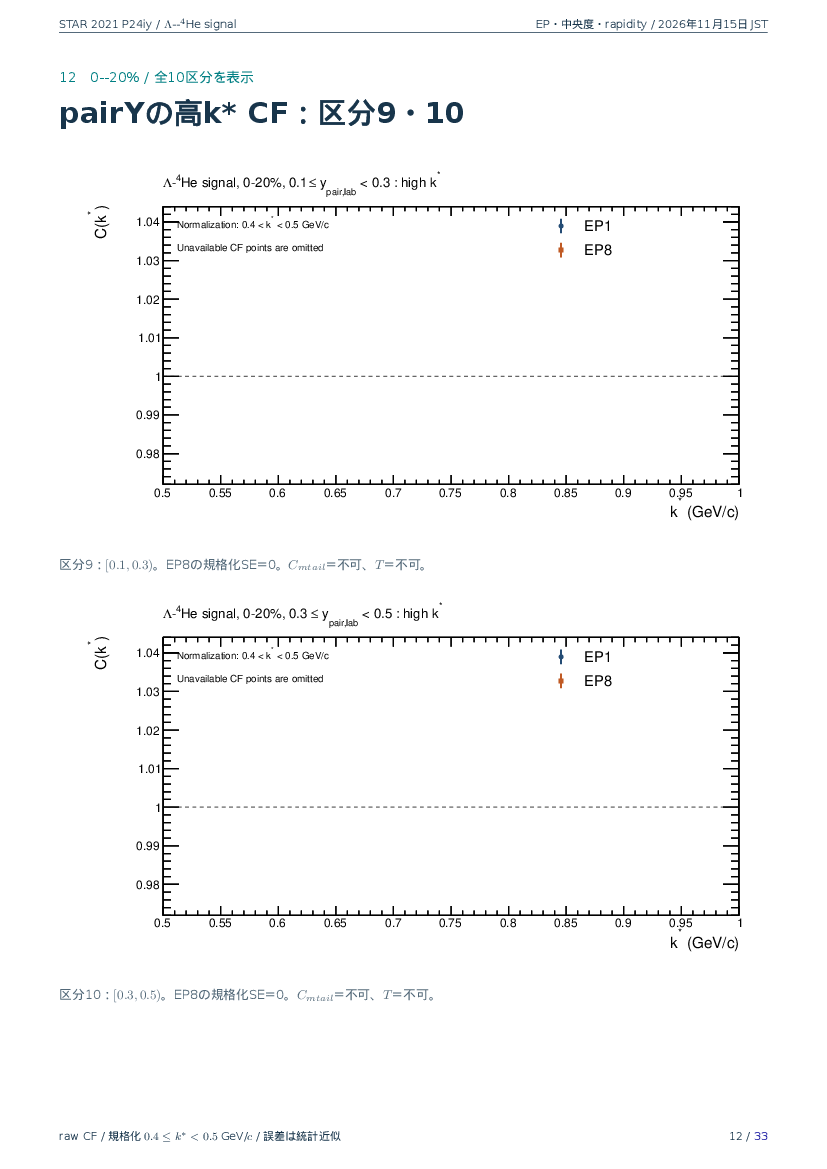 STAR 2021 P24iy / Λ--⁴He signal EP・中央度・rapidity / 2026年11月15日 JST
12 0--20% / 全10区分を表示
pairYの高k* CF：区分9・10
Λ-⁴He signal, 0-20%, 0.1 ≤ y_pair,lab < 0.3 : high k*
C(k*)
Normalization: 0.4 < k* < 0.5 GeV/c
Unavailable CF points are omitted
EP1
EP8
1.04
1.03
1.02
1.01
1
0.99
0.98
0.5 0.55 0.6 0.65 0.7 0.75 0.8 0.85 0.9 0.95 1
k* (GeV/c)
区分9：[0.1, 0.3)。EP8の規格化SE=0。C_mtail=不可、T=不可。
Λ-⁴He signal, 0-20%, 0.3 ≤ y_pair,lab < 0.5 : high k*
C(k*)
Normalization: 0.4 < k* < 0.5 GeV/c
Unavailable CF points are omitted
EP1
EP8
1.04
1.03
1.02
1.01
1
0.99
0.98
0.5 0.55 0.6 0.65 0.7 0.75 0.8 0.85 0.9 0.95 1
k* (GeV/c)
区分10：[0.3, 0.5)。EP8の規格化SE=0。C_mtail=不可、T=不可。
raw CF / 規格化 0.4 ≤ k* < 0.5 GeV/c / 誤差は統計近似 12 / 33